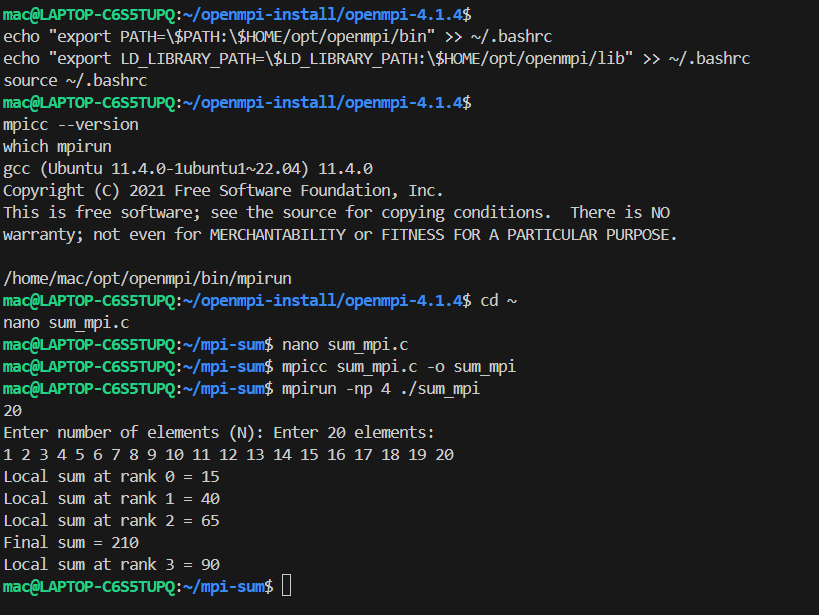 mac@LAPTOP-C6S5TUPQ:~/openmpi-install/openmpi-4.1.4$
echo "export PATH=\$PATH:\$HOME/opt/openmpi/bin" >> ~/.bashrc
echo "export LD_LIBRARY_PATH=\$LD_LIBRARY_PATH:\$HOME/opt/openmpi/lib" >> ~/.bashrc
source ~/.bashrc
mac@LAPTOP-C6S5TUPQ:~/openmpi-install/openmpi-4.1.4$
mpicc --version
which mpirun
gcc (Ubuntu 11.4.0-1ubuntu1~22.04) 11.4.0
Copyright (C) 2021 Free Software Foundation, Inc.
This is free software; see the source for copying conditions.  There is NO
warranty; not even for MERCHANTABILITY or FITNESS FOR A PARTICULAR PURPOSE.

/home/mac/opt/openmpi/bin/mpirun
mac@LAPTOP-C6S5TUPQ:~/openmpi-install/openmpi-4.1.4$ cd ~
nano sum_mpi.c
mac@LAPTOP-C6S5TUPQ:~/mpi-sum$ nano sum_mpi.c
mac@LAPTOP-C6S5TUPQ:~/mpi-sum$ mpicc sum_mpi.c -o sum_mpi
mac@LAPTOP-C6S5TUPQ:~/mpi-sum$ mpirun -np 4 ./sum_mpi
20
Enter number of elements (N): Enter 20 elements:
1 2 3 4 5 6 7 8 9 10 11 12 13 14 15 16 17 18 19 20
Local sum at rank 0 = 15
Local sum at rank 1 = 40
Local sum at rank 2 = 65
Final sum = 210
Local sum at rank 3 = 90
mac@LAPTOP-C6S5TUPQ:~/mpi-sum$